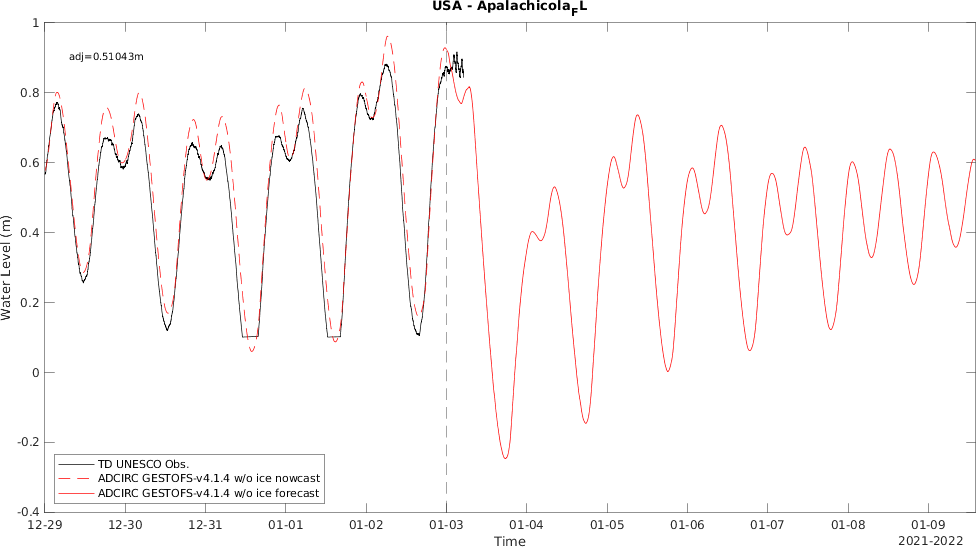 USA - Apalachicola_FL
1
adj=0.51043m
0.8
0.6
0.4
0.2
0
-0.2
-0.4
Water Level (m)
TD UNESCO Obs.
ADCIRC GESTOFS-v4.1.4 w/o ice nowcast
ADCIRC GESTOFS-v4.1.4 w/o ice forecast
12-29 12-30 12-31 01-01 01-02 01-03 01-04 01-05 01-06 01-07 01-08 01-09
Time
2021-2022